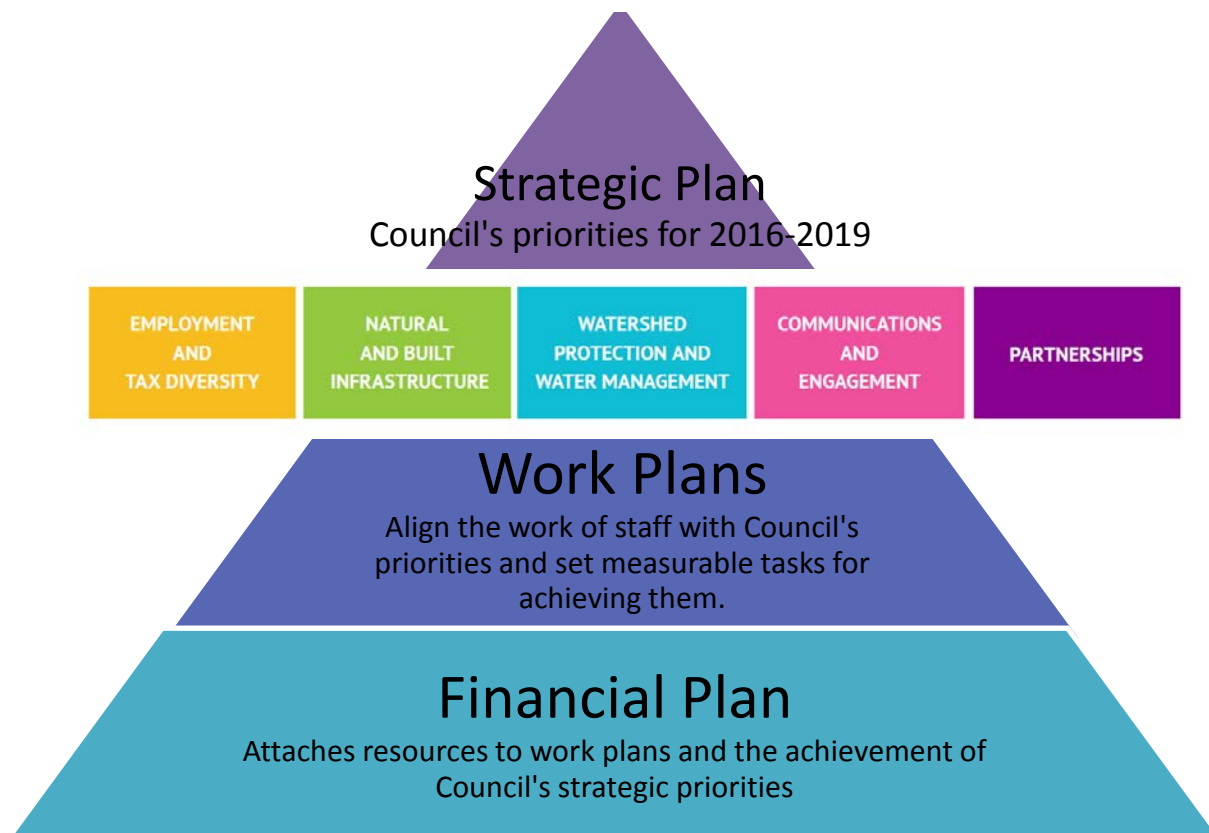 Strategic Plan
Council's priorities for 2016-2019
EMPLOYMENT
AND
TAX DIVERSITY
NATURAL
AND BUILT
INFRASTRUCTURE
WATERSHED
PROTECTION AND
WATER MANAGEMENT
COMMUNICATIONS
AND
ENGAGEMENT
PARTNERSHIPS
Work Plans
Align the work of staff with Council's
priorities and set measurable tasks for
achieving them.
Financial Plan
Attaches resources to work plans and the achievement of
Council's strategic priorities